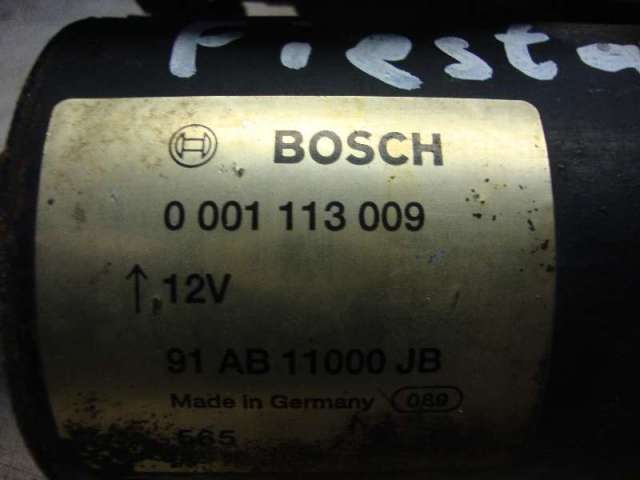 Fiesta
BOSCH
0 001 113 009
↑ 12V
91 AB 11000 JB
Made in Germany 089
565